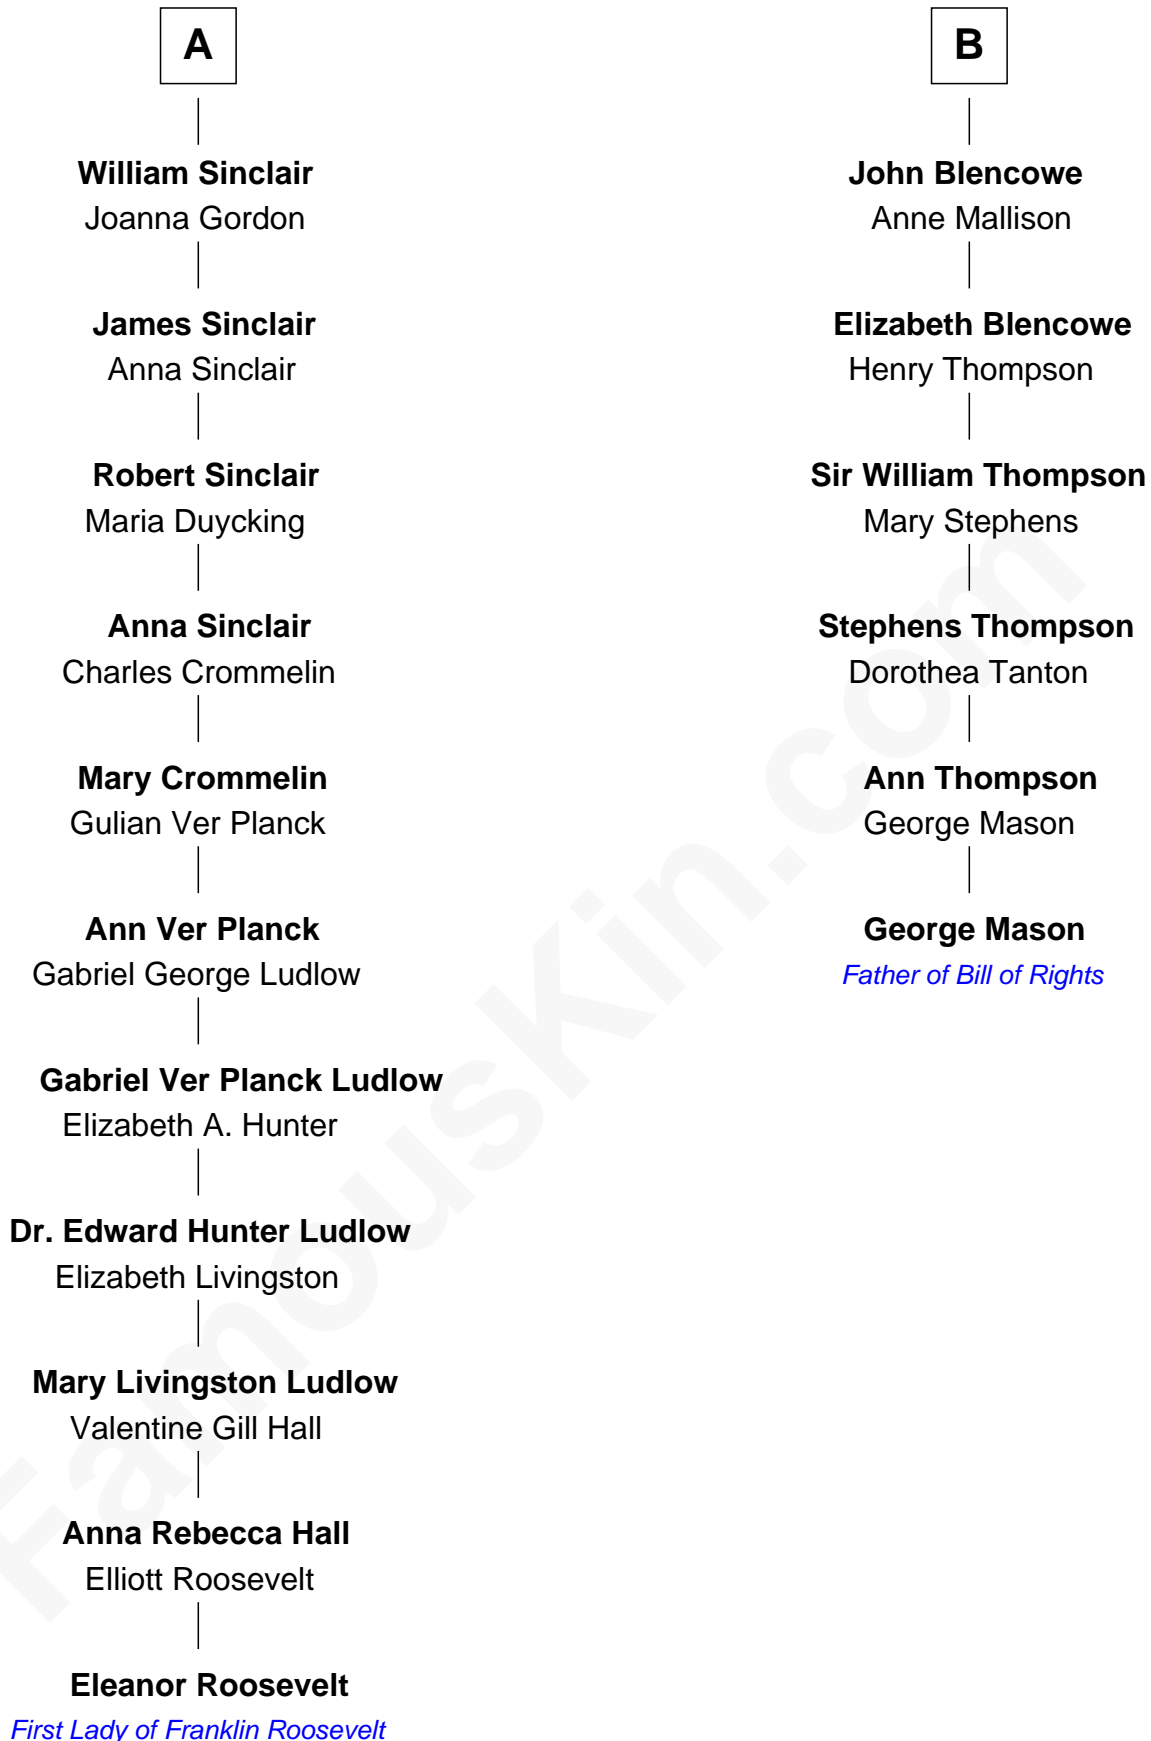 A
William Sinclair
Joanna Gordon
James Sinclair
Anna Sinclair
Robert Sinclair
Maria Duycking
Anna Sinclair
Charles Crommelin
Mary Crommelin
Gulian Ver Planck
Ann Ver Planck
Gabriel George Ludlow
Gabriel Ver Planck Ludlow
Elizabeth A. Hunter
Dr. Edward Hunter Ludlow
Elizabeth Livingston
Mary Livingston Ludlow
Valentine Gill Hall
Anna Rebecca Hall
Elliott Roosevelt
Eleanor Roosevelt
First Lady of Franklin Roosevelt
B
John Blencowe
Anne Mallison
Elizabeth Blencowe
Henry Thompson
Sir William Thompson
Mary Stephens
Stephens Thompson
Dorothea Tanton
Ann Thompson
George Mason
George Mason
Father of Bill of Rights
FamousKin.com